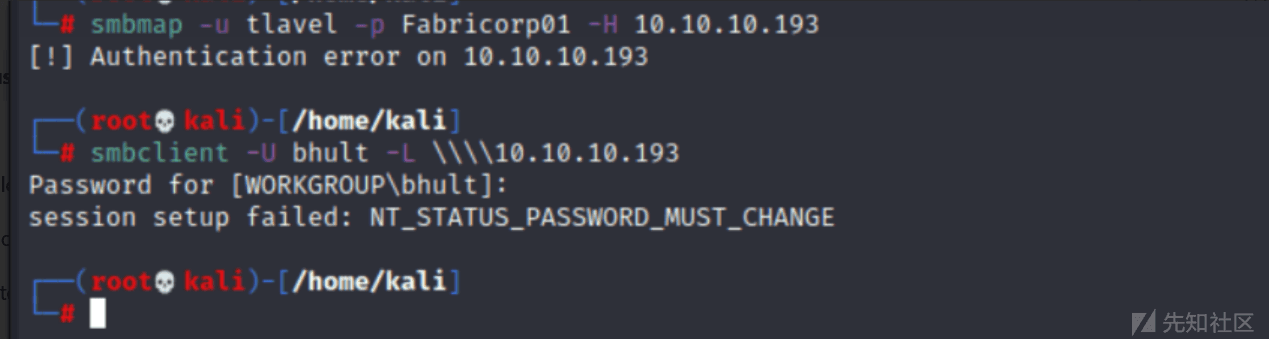 └─# smbmap -u tlavel -p Fabricorp01 -H 10.10.10.193
[!] Authentication error on 10.10.10.193
┌──(root💀kali)-[/home/kali]
└─# smbclient -U bhult -L \\\\10.10.10.193
Password for [WORKGROUP\bhult]:
session setup failed: NT_STATUS_PASSWORD_MUST_CHANGE
┌──(root💀kali)-[/home/kali]
└─#
先知社区